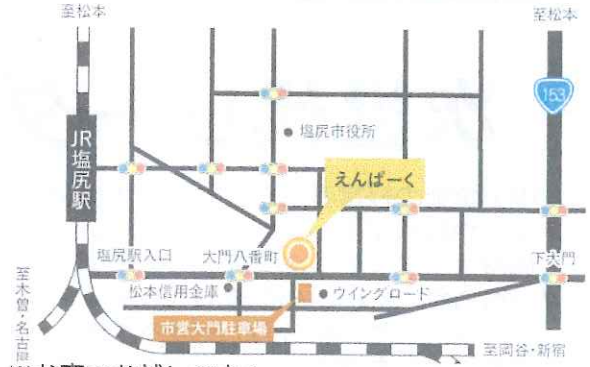 至松本
至松本
153
塩尻市役所
JR塩尻駅
えんぱーく
塩尻駅入口
大門八番町
下大門
至木曽・名古屋
松本信用金庫
ウイングロード
市営大門駐車場
至岡谷・新宿